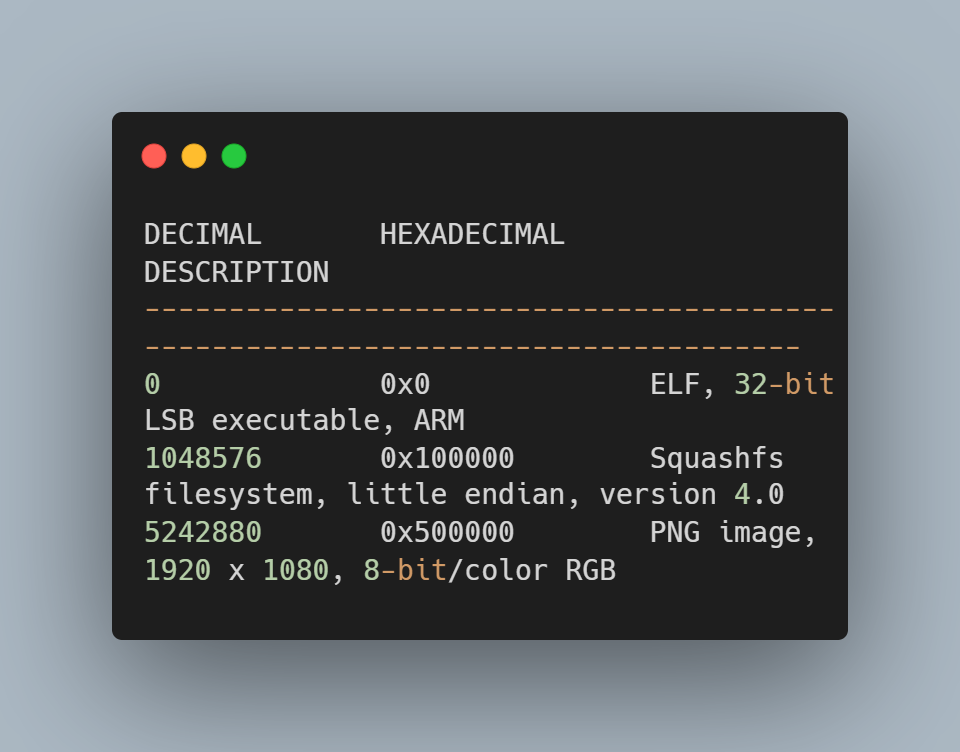 DECIMAL       HEXADECIMAL
DESCRIPTION
-----------------------------------------
---------------------------------------
0             0x0             ELF, 32-bit
LSB executable, ARM
1048576       0x100000        Squashfs
filesystem, little endian, version 4.0
5242880       0x500000        PNG image,
1920 x 1080, 8-bit/color RGB